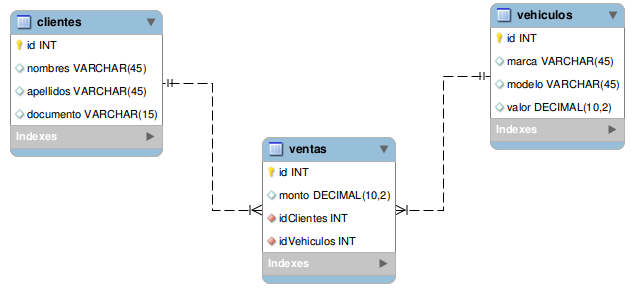 clientes
id INT
nombres VARCHAR(45)
apellidos VARCHAR(45)
documento VARCHAR(15)
Indexes
vehiculos
id INT
marca VARCHAR(45)
modelo VARCHAR(45)
valor DECIMAL(10,2)
Indexes
ventas
id INT
monto DECIMAL(10,2)
idClientes INT
idVehiculos INT
Indexes